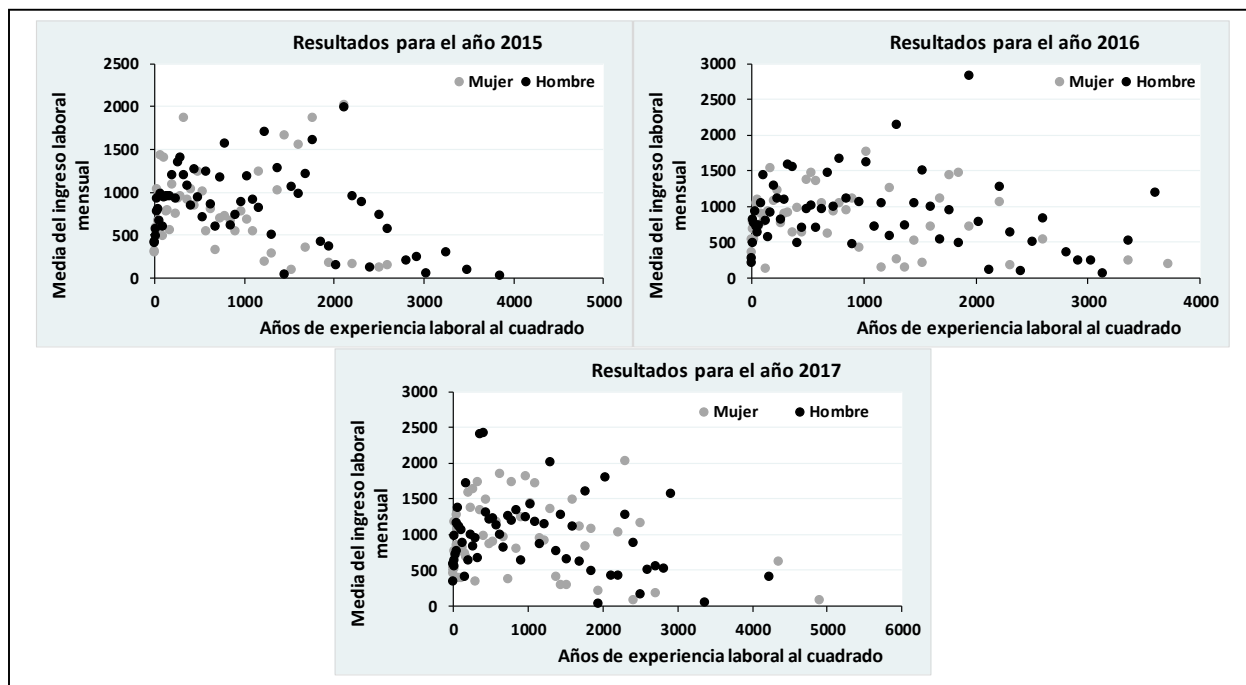 Resultados para el año 2015
Mujer Hombre
2500
2000
1500
1000
500
0
0 1000 2000 3000 4000 5000
Media del ingreso laboral
mensual
Años de experiencia laboral al cuadrado
Resultados para el año 2016
Mujer Hombre
3000
2500
2000
1500
1000
500
0
0 1000 2000 3000 4000
Media del ingreso laboral
mensual
Años de experiencia laboral al cuadrado
Resultados para el año 2017
Mujer Hombre
3000
2500
2000
1500
1000
500
0
0 1000 2000 3000 4000 5000 6000
Media del ingreso laboral
mensual
Años de experiencia laboral al cuadrado